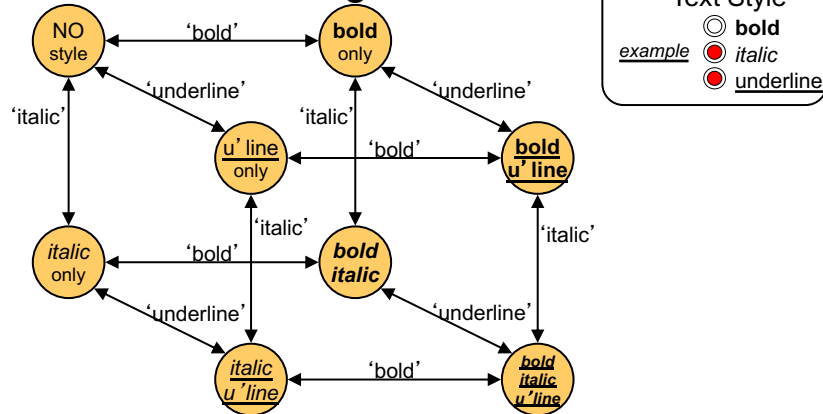 Text Style
bold
example
italic
underline
NO
style
‘bold’
bold
only
‘underline’
‘underline’
‘italic’
‘italic’
u’ line
only
‘bold’
bold
u’ line
‘italic’
‘italic’
italic
only
‘bold’
bold
italic
‘underline’
‘underline’
italic
u’line
‘bold’
bold
italic
u’line